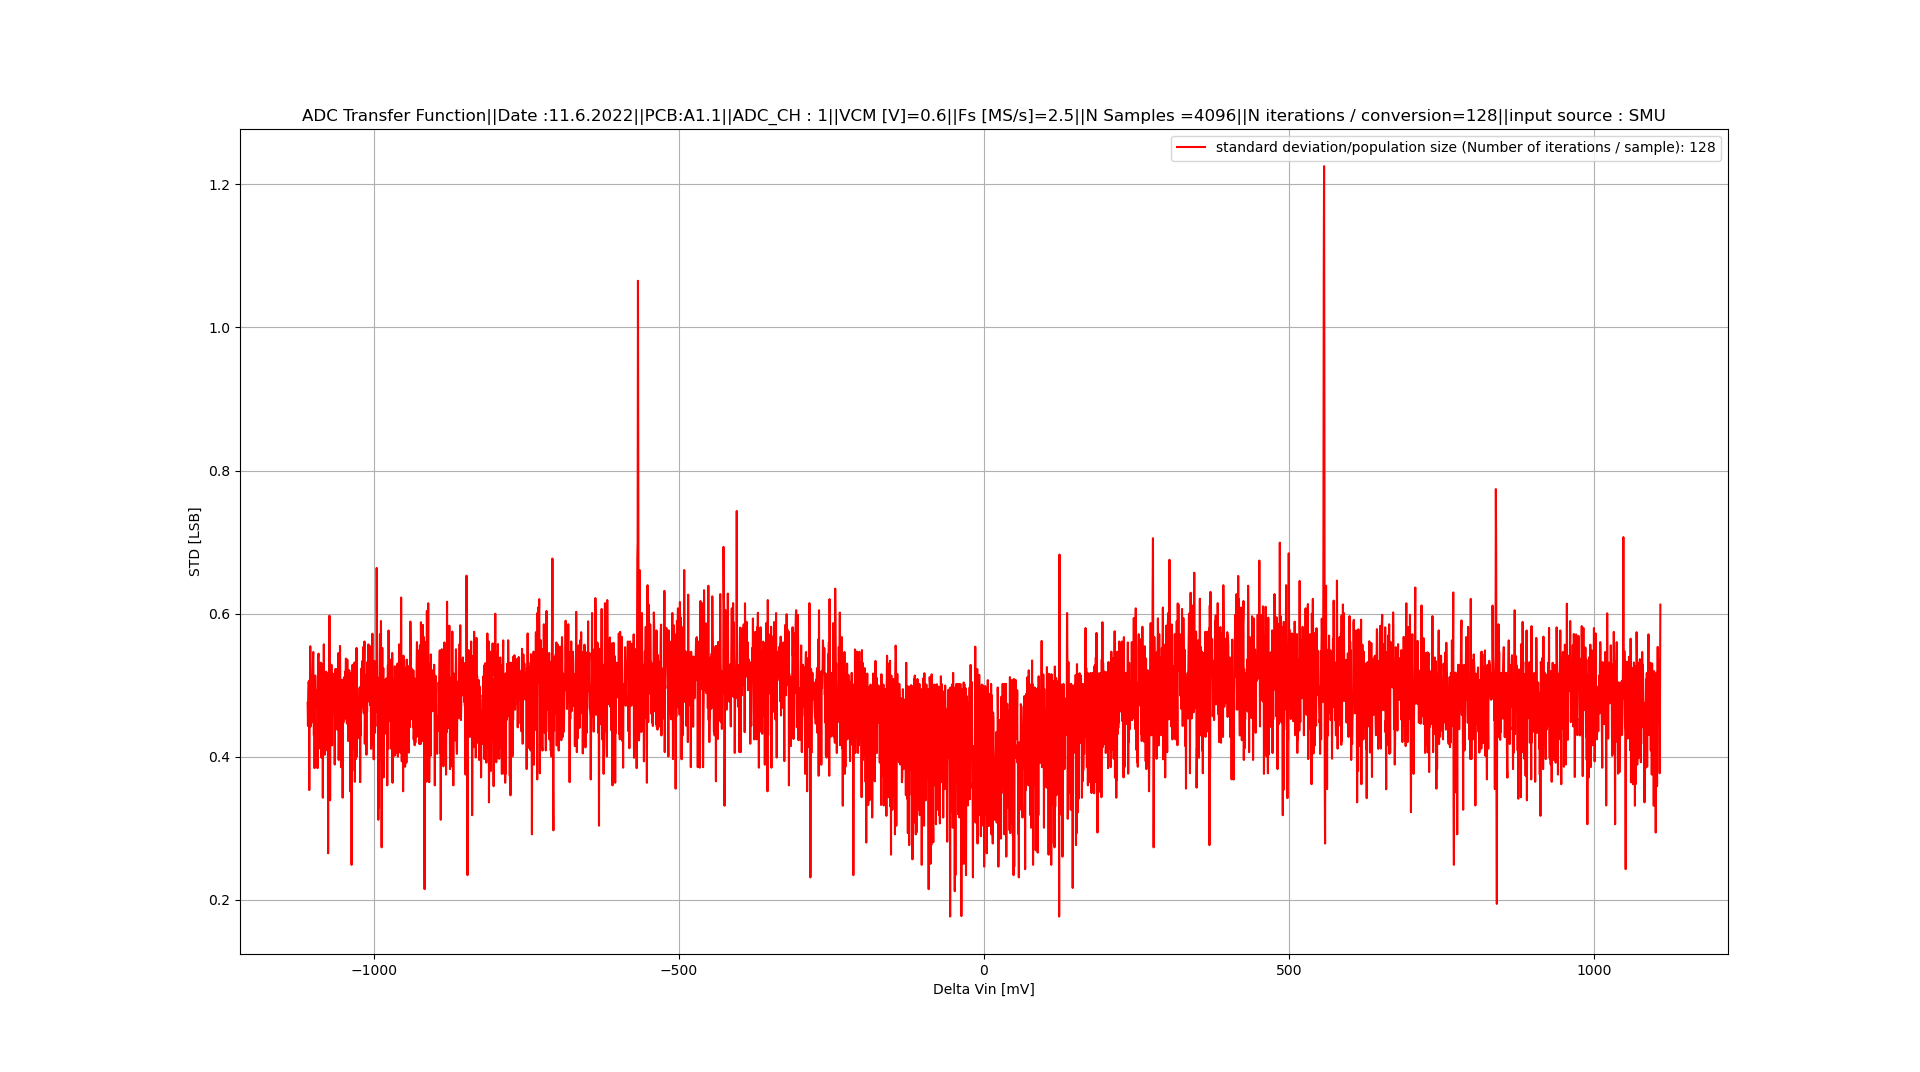 ADC Transfer Function||Date :11.6.2022||PCB:A1.1||ADC_CH : 1||VCM [V]=0.6||Fs [MS/s]=2.5||N Samples =4096||N iterations / conversion=128||input source : SMU
standard deviation/population size (Number of iterations / sample): 128
1.2
1.0
0.8
0.6
0.4
0.2
STD [LSB]
−1000
−500
0
500
1000
Delta Vin [mV]